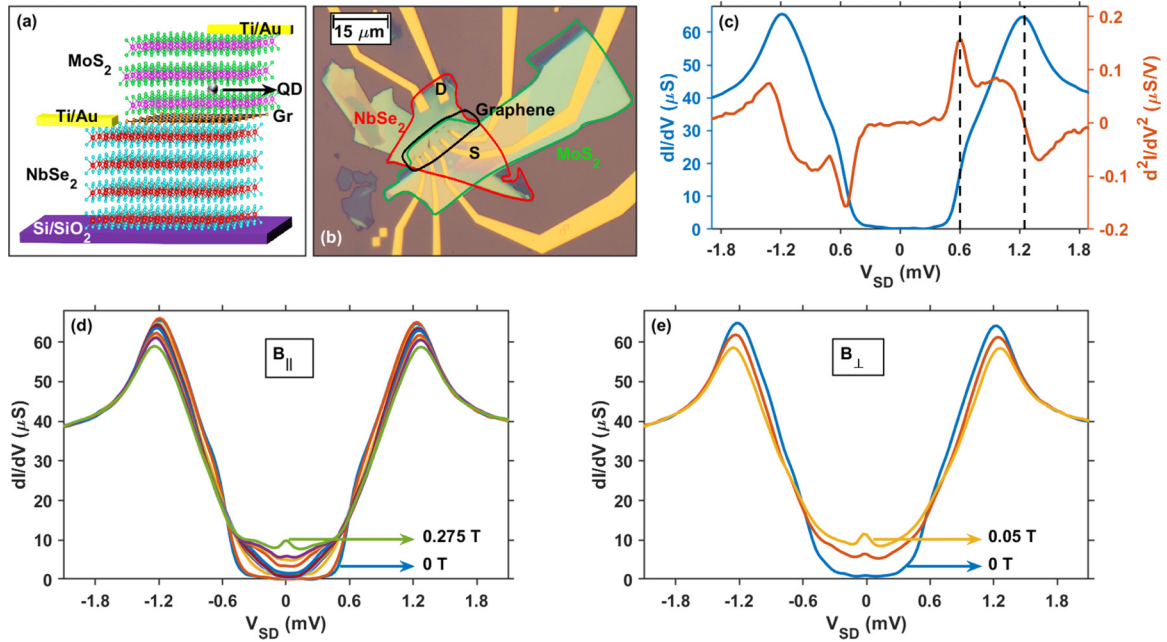 (a)
Ti/Au
MoS2
QD
Ti/Au
Gr
NbSe2
Si/SiO2
15 μm
D
Graphene
NbSe2
S
MoS2
(b)
(c)
60
50
40
30
20
10
0
dI/dV (μS)
0.2
0.1
0
-0.1
-0.2
d²I/dV² (μS/V)
-1.8 -1.2 0.6 0 0.6 1.2 1.8
VSD (mV)
(d)
B||
60
50
40
30
20
10
0
dI/dV (μS)
0.275 T
0 T
-1.8 -1.2 -0.6 0 0.6 1.2 1.8
VSD (mV)
(e)
B⊥
60
50
40
30
20
10
0
dI/dV (μS)
0.05 T
0 T
-1.8 -1.2 -0.6 0 0.6 1.2 1.8
VSD (mV)